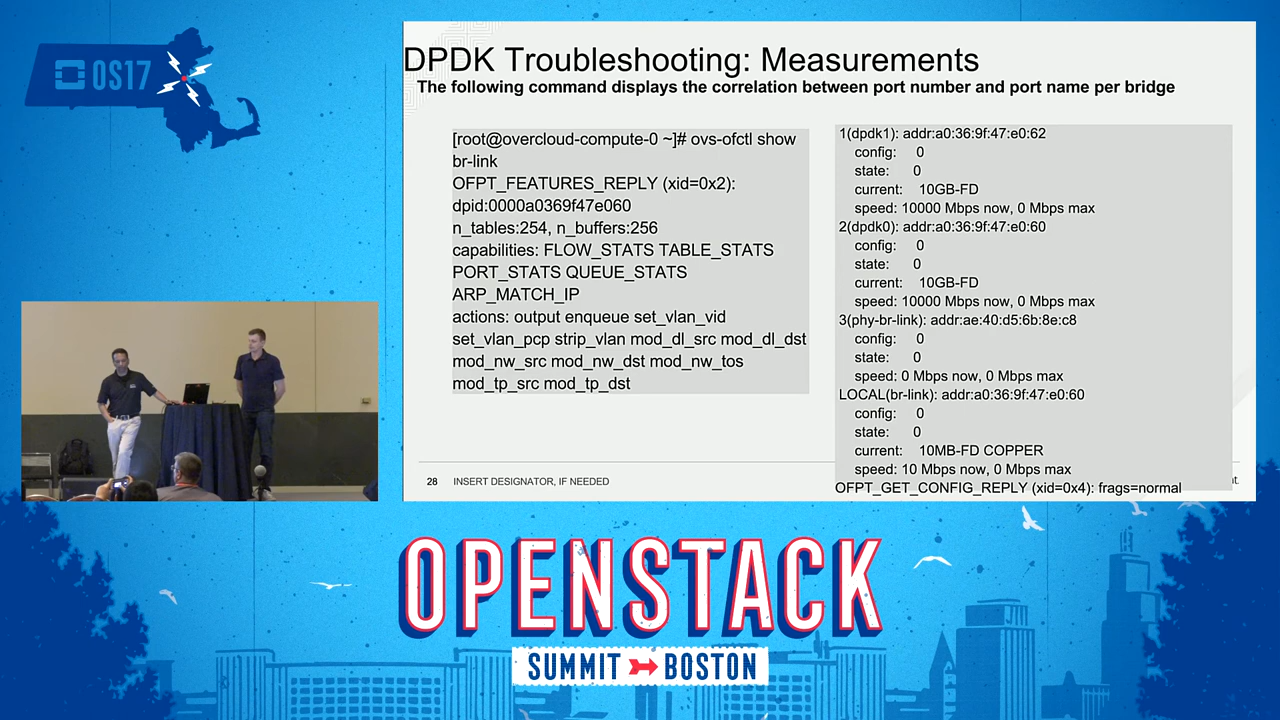 OS17
DPDK Troubleshooting: Measurements
The following command displays the correlation between port number and port name per bridge
[root@overcloud-compute-0 ~]# ovs-ofctl show
br-link
OFPT_FEATURES_REPLY (xid=0x2):
dpid:0000a0369f47e060
n_tables:254, n_buffers:256
capabilities: FLOW_STATS TABLE_STATS
PORT_STATS QUEUE_STATS
ARP_MATCH_IP
actions: output enqueue set_vlan_vid
set_vlan_pcp strip_vlan mod_dl_src mod_dl_dst
mod_nw_src mod_nw_dst mod_nw_tos
mod_tp_src mod_tp_dst
1(dpdk1): addr:a0:36:9f:47:e0:62
config: 0
state: 0
current: 10GB-FD
speed: 10000 Mbps now, 0 Mbps max
2(dpdk0): addr:a0:36:9f:47:e0:60
config: 0
state: 0
current: 10GB-FD
speed: 10000 Mbps now, 0 Mbps max
3(phy-br-link): addr:ae:40:d5:6b:8e:c8
config: 0
state: 0
speed: 0 Mbps now, 0 Mbps max
LOCAL(br-link): addr:a0:36:9f:47:e0:60
config: 0
state: 0
current: 10MB-FD COPPER
speed: 10 Mbps now, 0 Mbps max
OFPT_GET_CONFIG_REPLY (xid=0x4): frags=normal
28 INSERT DESIGNATOR, IF NEEDED
OPENSTACK
SUMMIT BOSTON